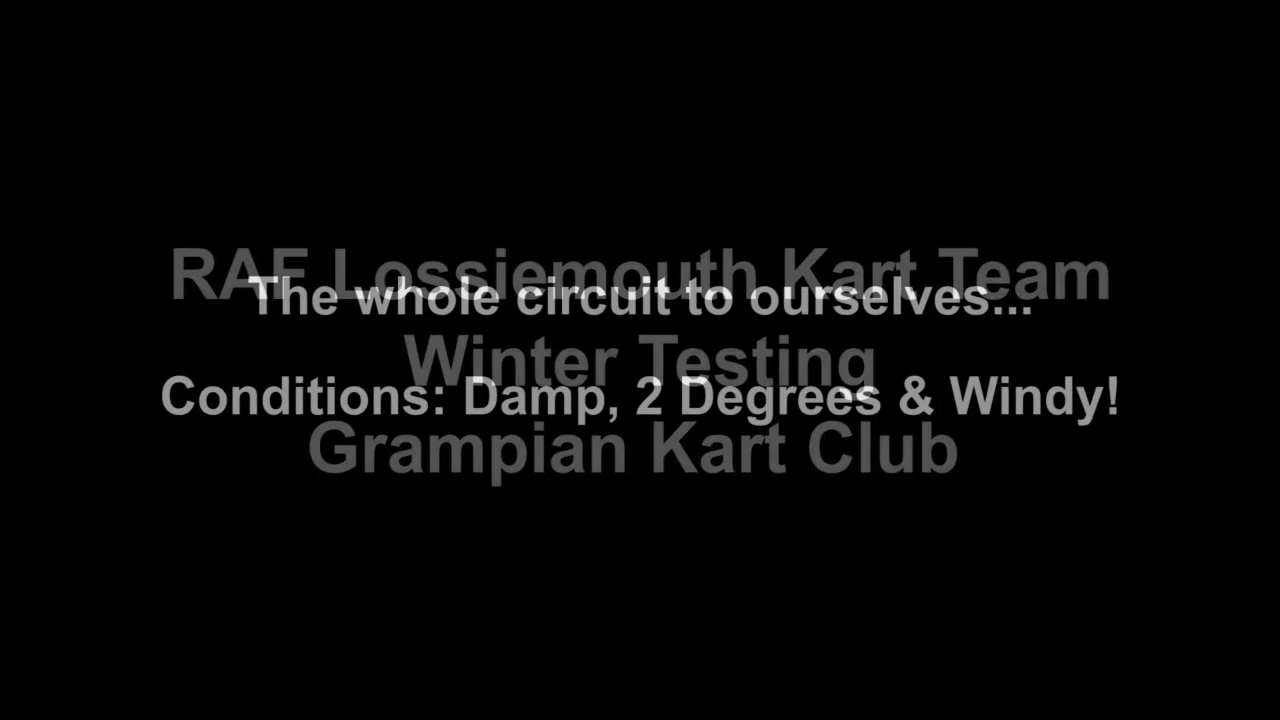 RAF Lossiemouth Kart Team
The whole circuit to ourselves...
Winter Testing
Conditions: Damp, 2 Degrees & Windy!
Grampian Kart Club